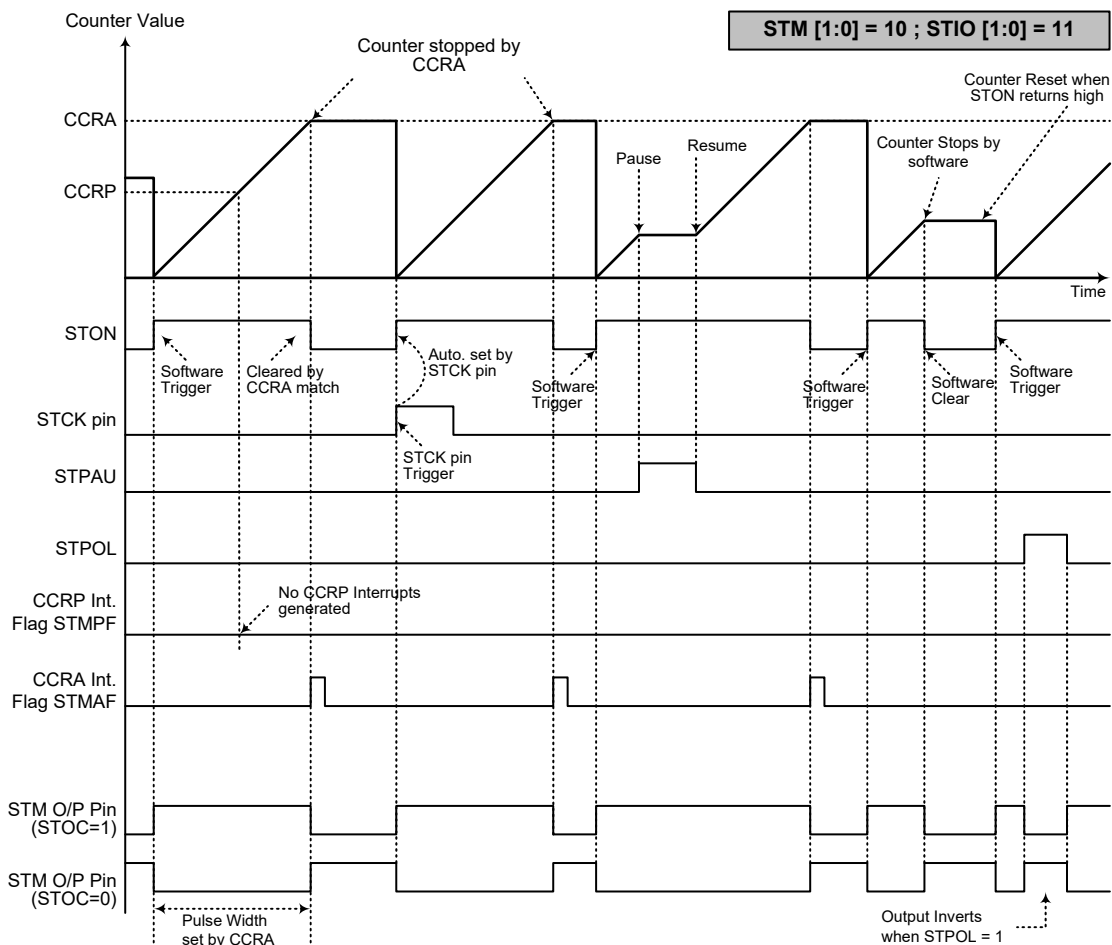 Counter Value
STM [1:0] = 10 ; STIO [1:0] = 11
Counter stopped by
CCRA
Counter Reset when
STON returns high
CCRA
Pause
Resume
Counter Stops by
software
CCRP
Time
STON
Software
Trigger
Cleared by
CCRA match
Auto. set by
STCK pin
Software
Trigger
Software
Trigger
Software
Clear
Software
Trigger
STCK pin
STCK pin
Trigger
STPAU
STPOL
CCRP Int.
Flag STMPF
No CCRP Interrupts
generated
CCRA Int.
Flag STMAF
STM O/P Pin
(STOC=1)
STM O/P Pin
(STOC=0)
Pulse Width
set by CCRA
Output Inverts
when STPOL = 1